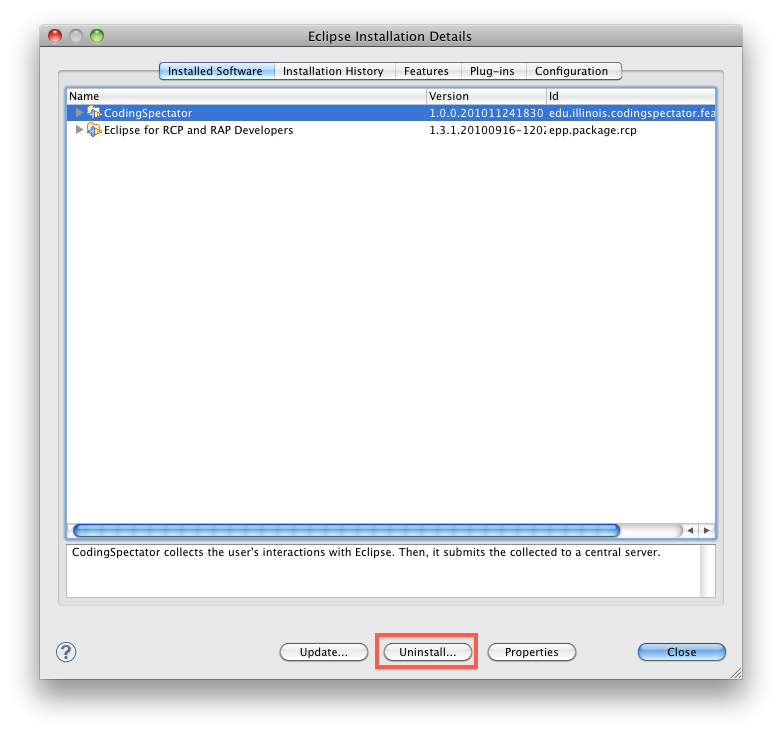 Eclipse Installation Details
Installed Software Installation History Features Plug-ins Configuration
Name Version Id
CodingSpectator 1.0.0.201011241830 edu.illinois.codingspectator.fea
Eclipse for RCP and RAP Developers 1.3.1.20100916-1202 epp.package.rcp
CodingSpectator collects the user's interactions with Eclipse. Then, it submits the collected to a central server.
? Update... Uninstall... Properties Close